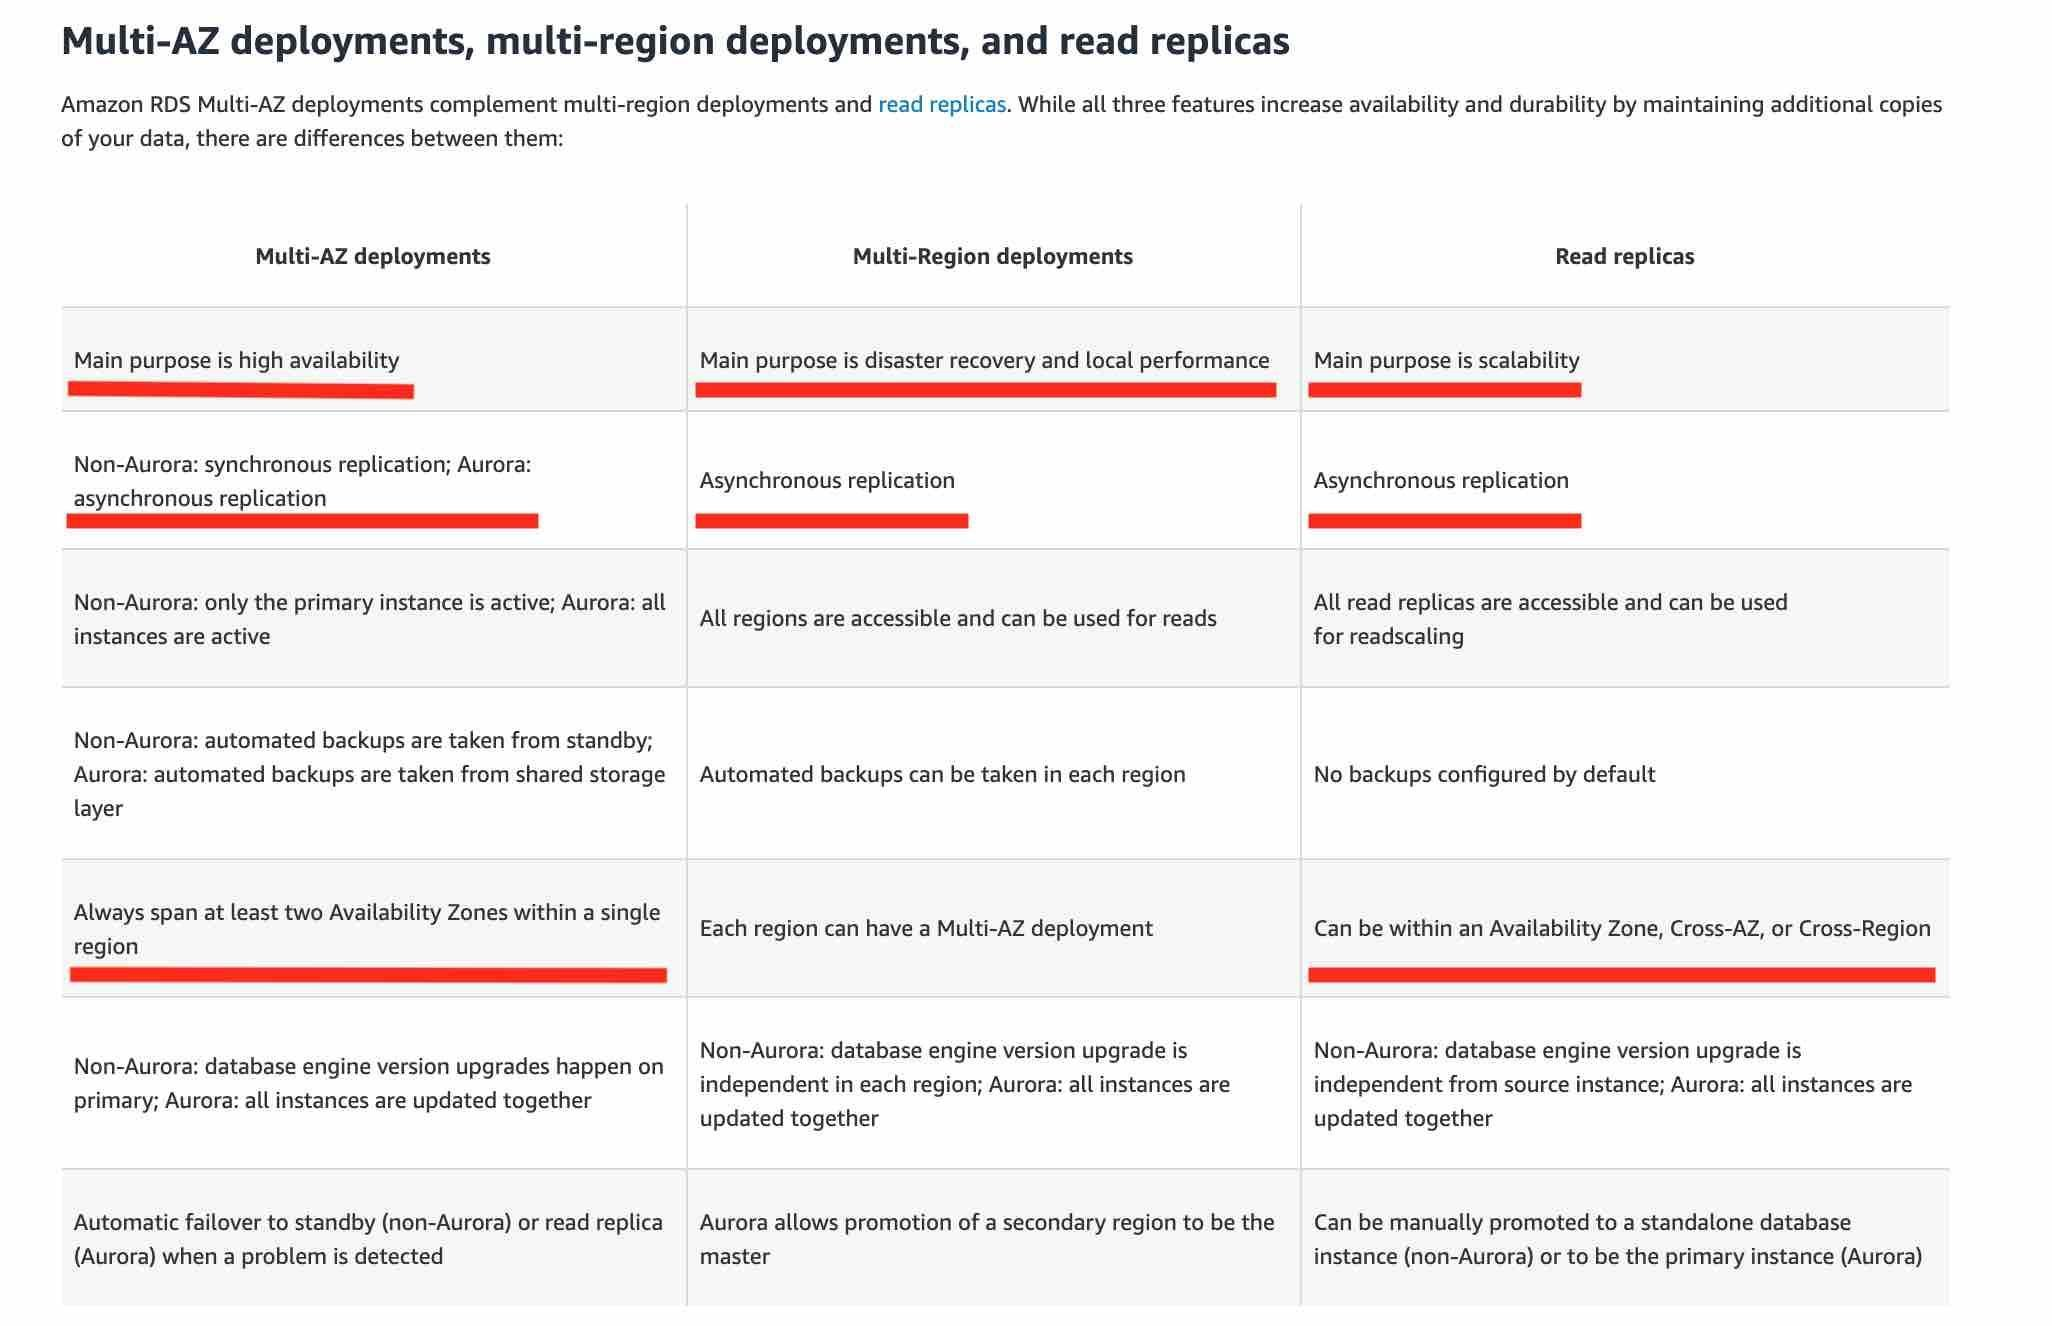 Multi-AZ deployments, multi-region deployments, and read replicas
Amazon RDS Multi-AZ deployments complement multi-region deployments and read replicas. While all three features increase availability and durability by maintaining additional copies
of your data, there are differences between them:
Multi-AZ deployments
Multi-Region deployments
Read replicas
Main purpose is high availability
Main purpose is disaster recovery and local performance
Main purpose is scalability
Non-Aurora: synchronous replication; Aurora:
asynchronous replication
Asynchronous replication
Asynchronous replication
Non-Aurora: only the primary instance is active; Aurora: all
instances are active
All regions are accessible and can be used for reads
All read replicas are accessible and can be used
for readscaling
Non-Aurora: automated backups are taken from standby;
Aurora: automated backups are taken from shared storage
layer
Automated backups can be taken in each region
No backups configured by default
Always span at least two Availability Zones within a single
region
Each region can have a Multi-AZ deployment
Can be within an Availability Zone, Cross-AZ, or Cross-Region
Non-Aurora: database engine version upgrades happen on
primary; Aurora: all instances are updated together
Non-Aurora: database engine version upgrade is
independent in each region; Aurora: all instances are
updated together
Non-Aurora: database engine version upgrade is
independent from source instance; Aurora: all instances are
updated together
Automatic failover to standby (non-Aurora) or read replica
(Aurora) when a problem is detected
Aurora allows promotion of a secondary region to be the
master
Can be manually promoted to a standalone database
instance (non-Aurora) or to be the primary instance (Aurora)